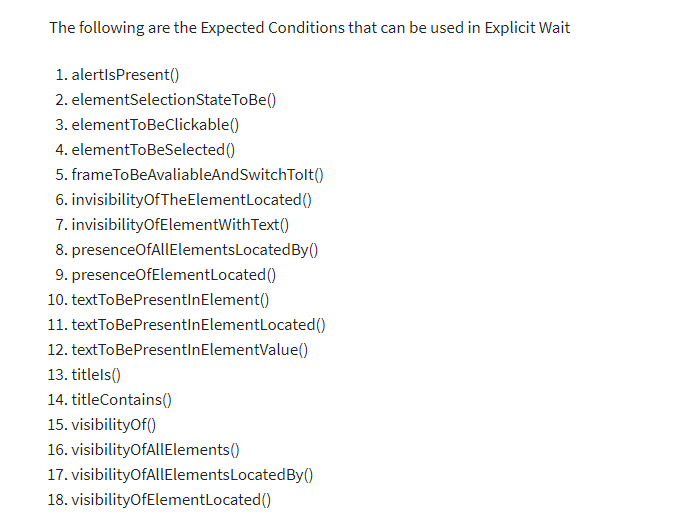 The following are the Expected Conditions that can be used in Explicit Wait
1. alertIsPresent()
2. elementSelectionStateToBe()
3. elementToBeClickable()
4. elementToBeSelected()
5. frameToBeAvaliableAndSwitchToIt()
6. invisibilityOfTheElementLocated()
7. invisibilityOfElementWithText()
8. presenceOfAllElementsLocatedBy()
9. presenceOfElementLocated()
10. textToBePresentInElement()
11. textToBePresentInElementLocated()
12. textToBePresentInElementValue()
13. titleIs()
14. titleContains()
15. visibilityOf()
16. visibilityOfAllElements()
17. visibilityOfAllElementsLocatedBy()
18. visibilityOfElementLocated()